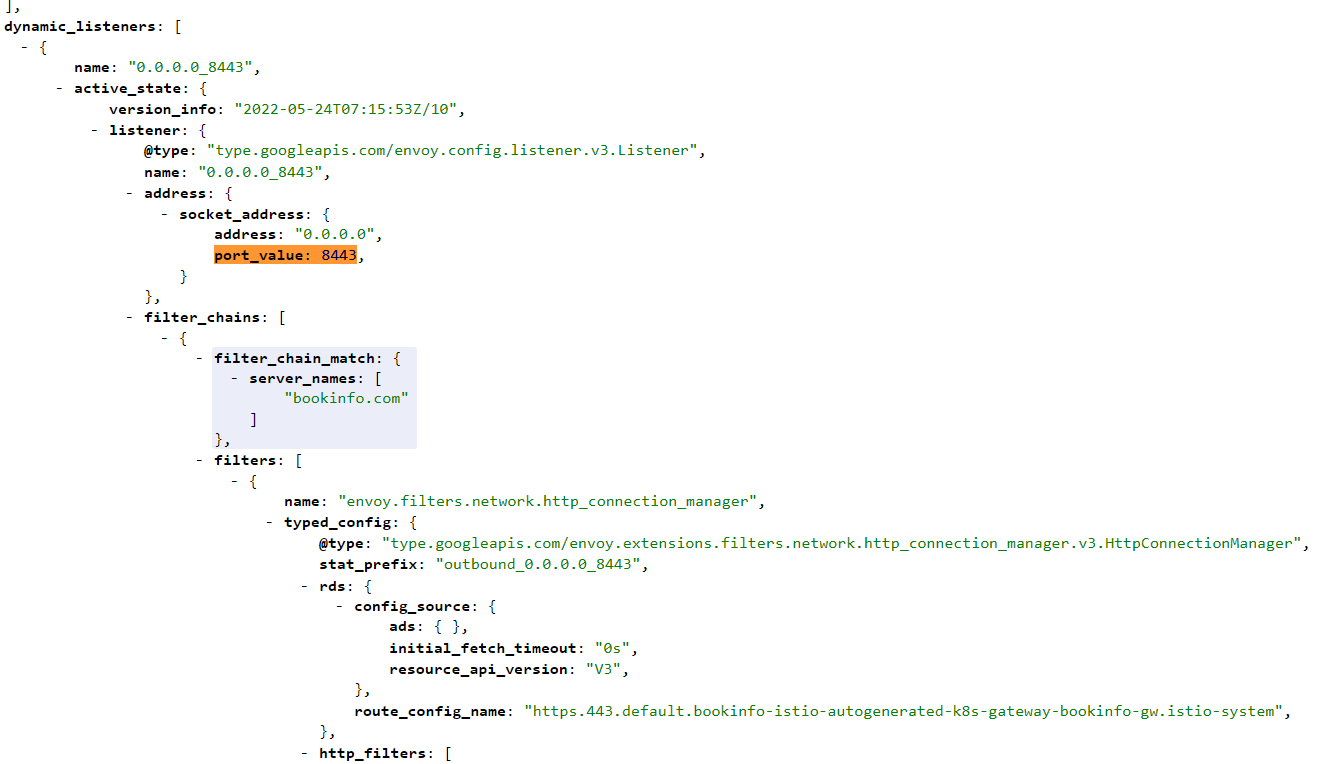 ],
dynamic_listeners: [
- {
name: "0.0.0.0_8443",
- active_state: {
version_info: "2022-05-24T07:15:53Z/10",
- listener: {
@type: "type.googleapis.com/envoy.config.listener.v3.Listener",
name: "0.0.0.0_8443",
- address: {
- socket_address: {
address: "0.0.0.0",
port_value: 8443,
}
},
- filter_chains: [
- {
- filter_chain_match: {
- server_names: [
"bookinfo.com"
]
},
- filters: [
- {
name: "envoy.filters.network.http_connection_manager",
- typed_config: {
@type: "type.googleapis.com/envoy.extensions.filters.network.http_connection_manager.v3.HttpConnectionManager",
stat_prefix: "outbound_0.0.0.0_8443",
- rds: {
- config_source: {
ads: { },
initial_fetch_timeout: "0s",
resource_api_version: "V3",
},
route_config_name: "https.443.default.bookinfo-istio-autogenerated-k8s-gateway-bookinfo-gw.istio-system",
},
- http_filters: [